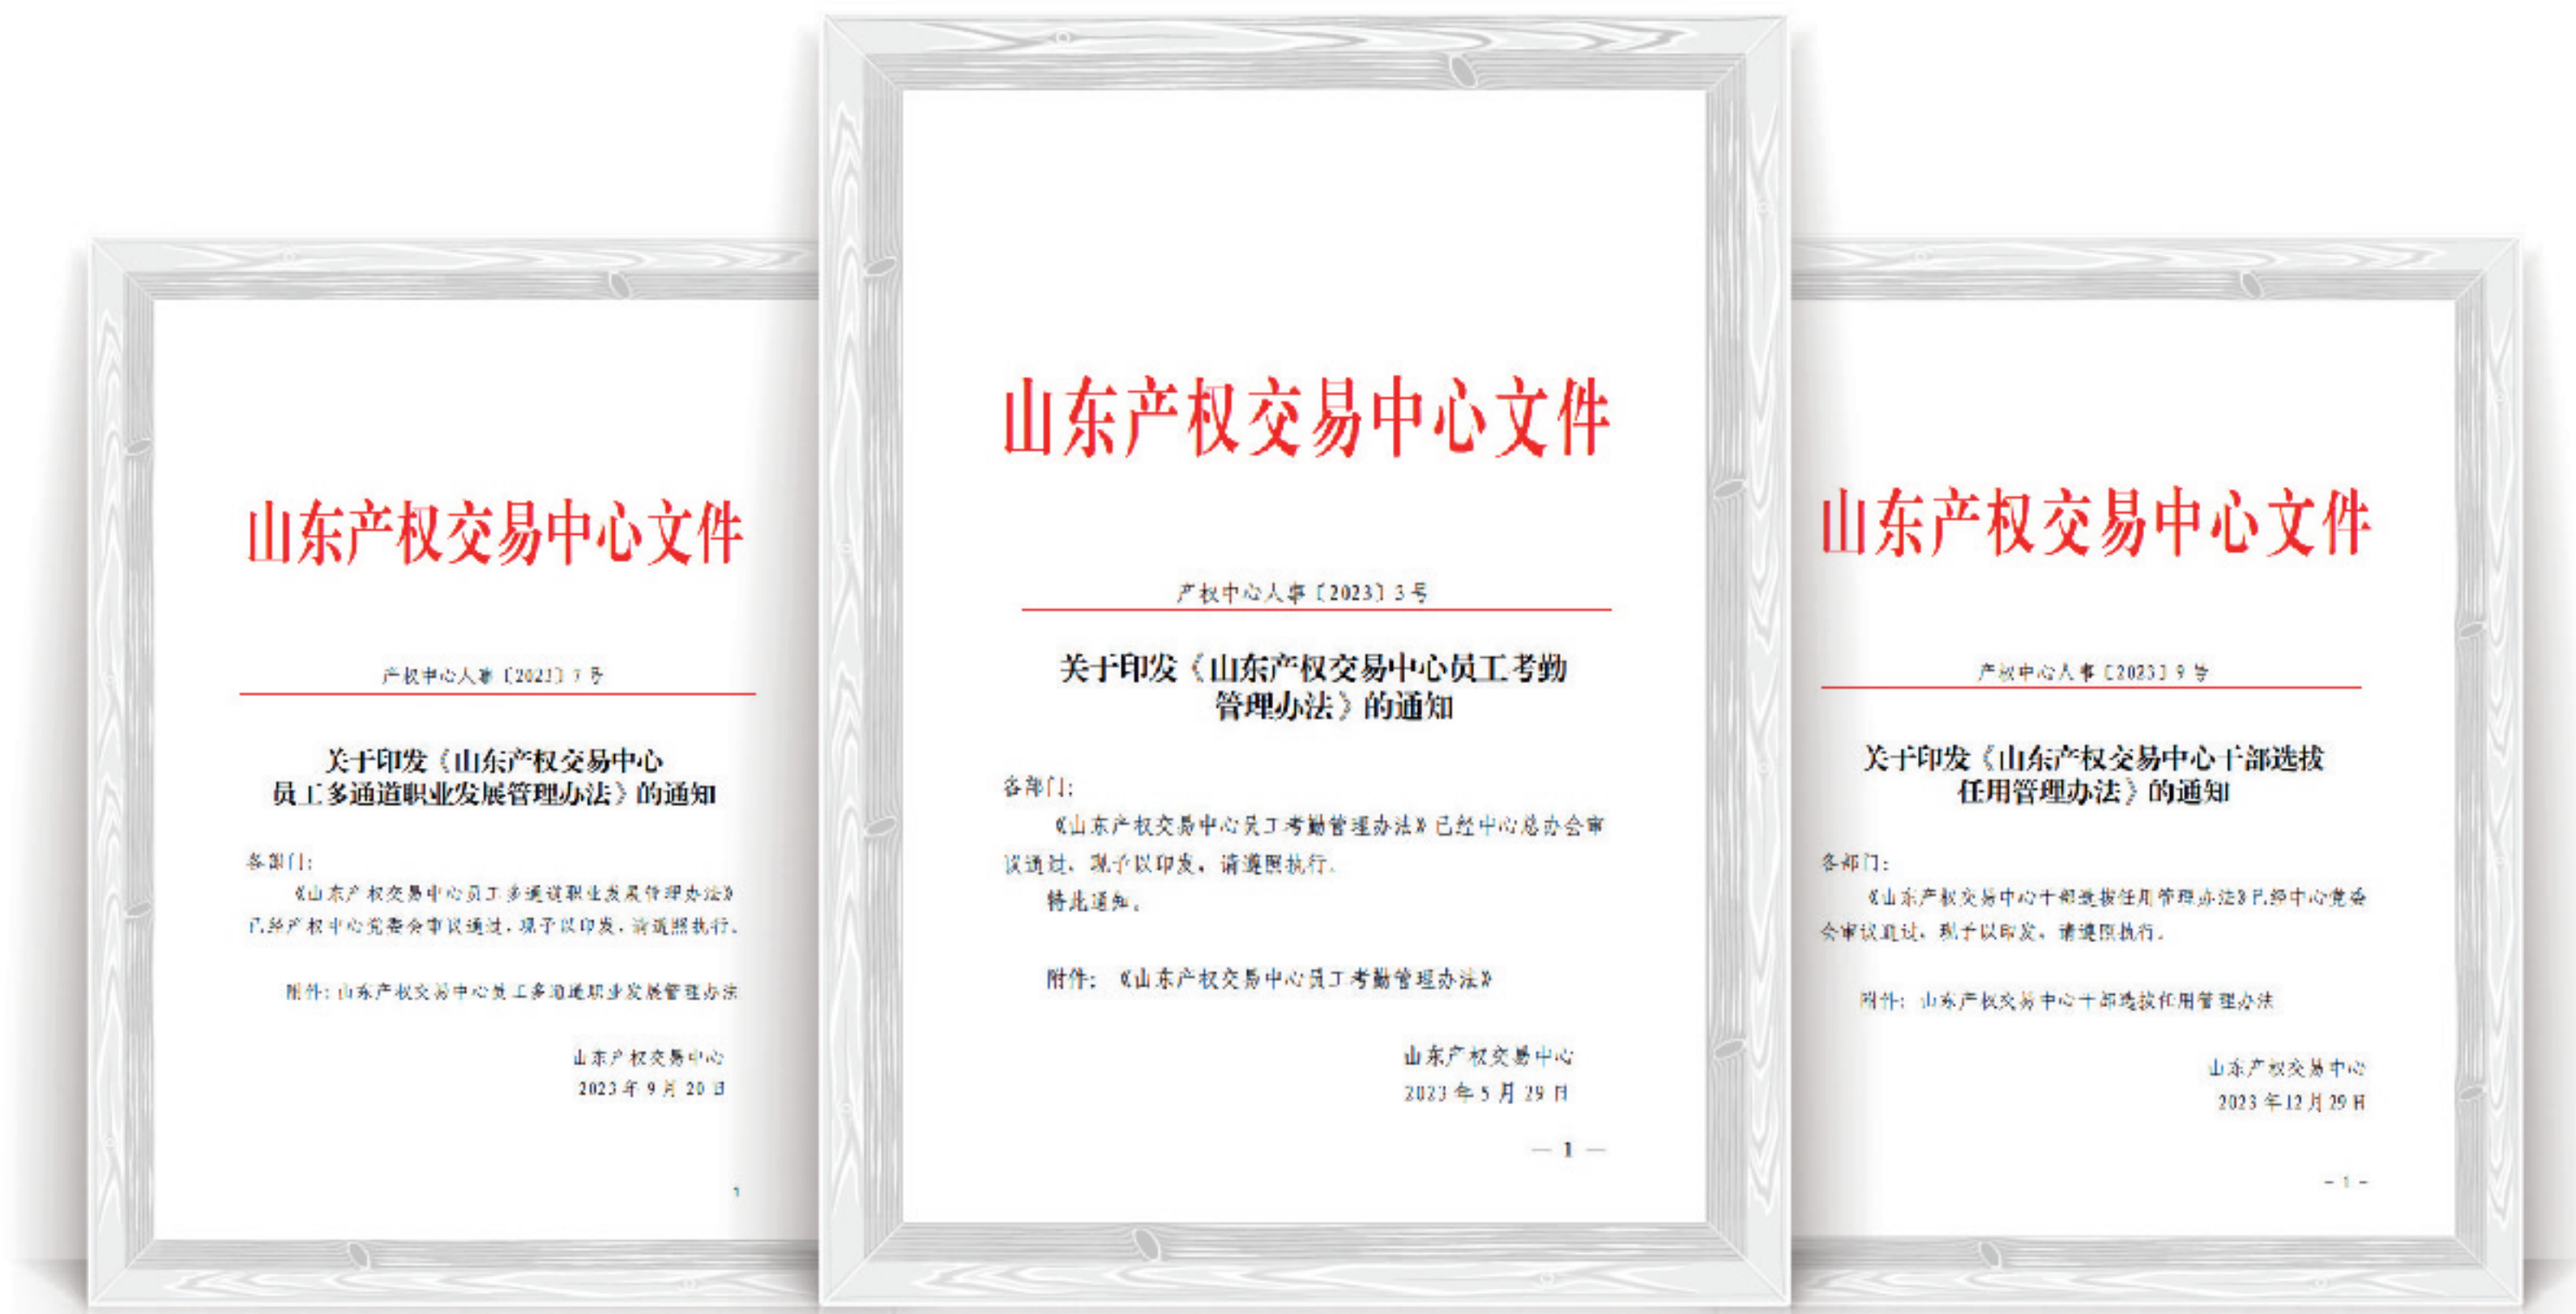 山东产权交易中心文件
产权中心人事〔2023〕7号
关于印发《山东产权交易中心
员工多通道职业发展管理办法》的通知
各部门：
《山东产权交易中心员工多通道职业发展管理办法》
已经产权中心党委会审议通过，现予以印发，请遵照执行。
附件：山东产权交易中心员工多通道职业发展管理办法
山东产权交易中心
2023年9月20日
1
山东产权交易中心文件
产权中心人事〔2023〕3号
关于印发《山东产权交易中心员工考勤
管理办法》的通知
各部门：
《山东产权交易中心员工考勤管理办法》已经中心总办会审
议通过，现予以印发，请遵照执行。
特此通知。
附件：《山东产权交易中心员工考勤管理办法》
山东产权交易中心
2023年5月29日
— 1 —
山东产权交易中心文件
产权中心人事〔2023〕9号
关于印发《山东产权交易中心干部选拔
任用管理办法》的通知
各部门：
《山东产权交易中心干部选拔任用管理办法》已经中心党委
会审议通过，现予以印发，请遵照执行。
附件：山东产权交易中心干部选拔任用管理办法
山东产权交易中心
2023年12月29日
- 1 -